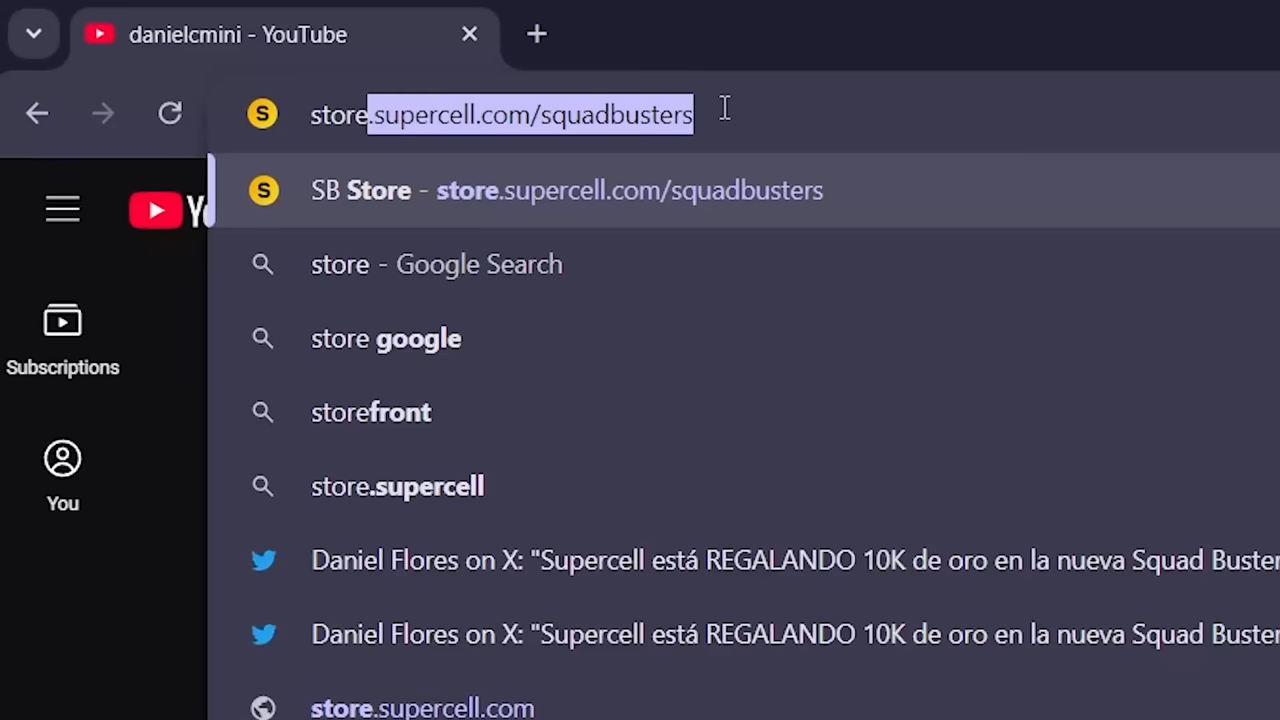 danielcmini - YouTube
S store.supercell.com/squadbusters
S SB Store - store.supercell.com/squadbusters
store - Google Search
store google
storefront
store.supercell
Daniel Flores on X: "Supercell está REGALANDO 10K de oro en la nueva Squad Buster
Daniel Flores on X: "Supercell está REGALANDO 10K de oro en la nueva Squad Buster
store.supercell.com
Subscriptions
You